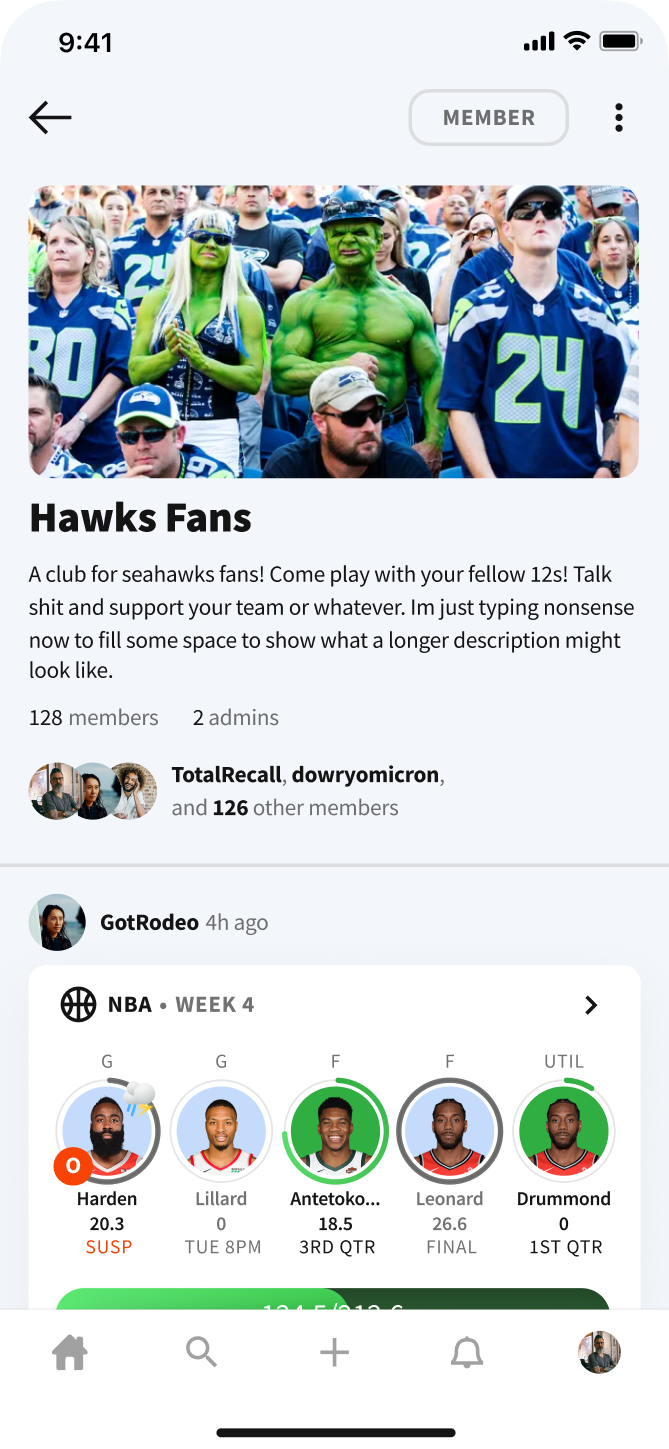 9:41
MEMBER
24
30
24
Hawks Fans
A club for seahawks fans! Come play with your fellow 12s! Talk
shit and support your team or whatever. Im just typing nonsense
now to fill some space to show what a longer description might
look like.
128 members 2 admins
TotalRecall, dowryomicron,
and 126 other members
GotRodeo 4h ago
NBA • WEEK 4
G G F F UTIL
O
Harden Lillard Antetoko... Leonard Drummond
20.3 0 18.5 26.6 0
SUSP TUE 8PM 3RD QTR FINAL 1ST QTR